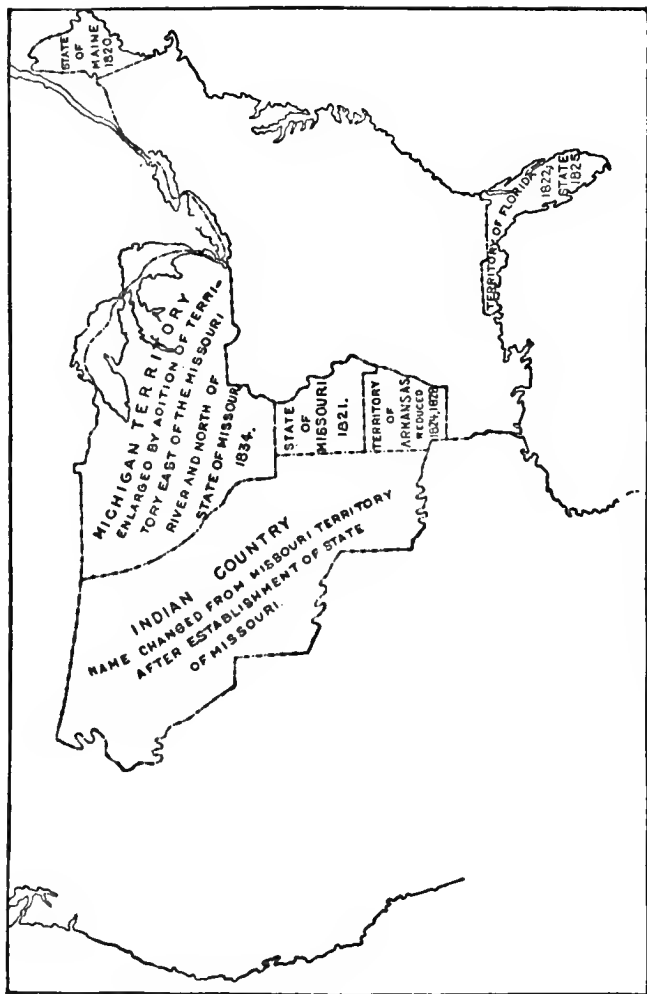 STATE
OF
MAINE
1820.
MICHIGAN TERRITORY
ENLARGED BY ADITION OF TERRI-
TORY EAST OF THE MISSOURI
RIVER AND NORTH OF
STATE OF MISSOURI
1834.
INDIAN COUNTRY
NAME CHANGED FROM MISSOURI TERRITORY
AFTER ESTABLISHMENT OF STATE
OF MISSOURI.
STATE
OF
MISSOURI
1821.
TERRITORY
OF
ARKANSAS
REDUCED
1824,1828
TERRITORY OF FLORIDA
1822;
STATE
1825